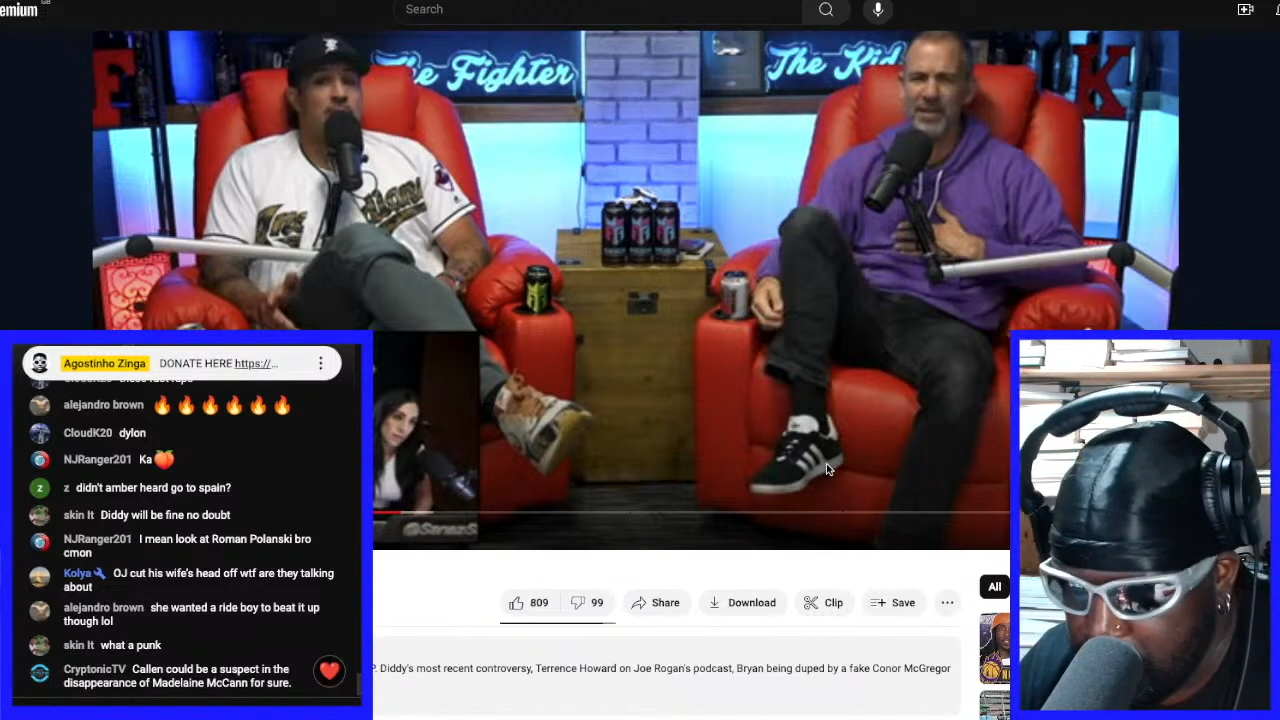 emium
GB
Search
The Fighter
The Kid
F
K
Agostinho Zinga DONATE HERE https://...
alejandro brown 🔥🔥🔥🔥🔥🔥
CloudK20 dylon
NJRanger201 Ka🍑
z didn't amber heard go to spain?
skin It Diddy will be fine no doubt
NJRanger201 I mean look at Roman Polanski bro
cmon
Kolya OJ cut his wife's head off wtf are they talking
about
alejandro brown she wanted a ride boy to beat it up
though lol
skin It what a punk
CryptonicTV Callen could be a suspect in the
disappearance of Madelaine McCann for sure.
809
99
Share
Download
Clip
Save
All
P. Diddy's most recent controversy, Terrence Howard on Joe Rogan's podcast, Bryan being duped by a fake Conor McGregor